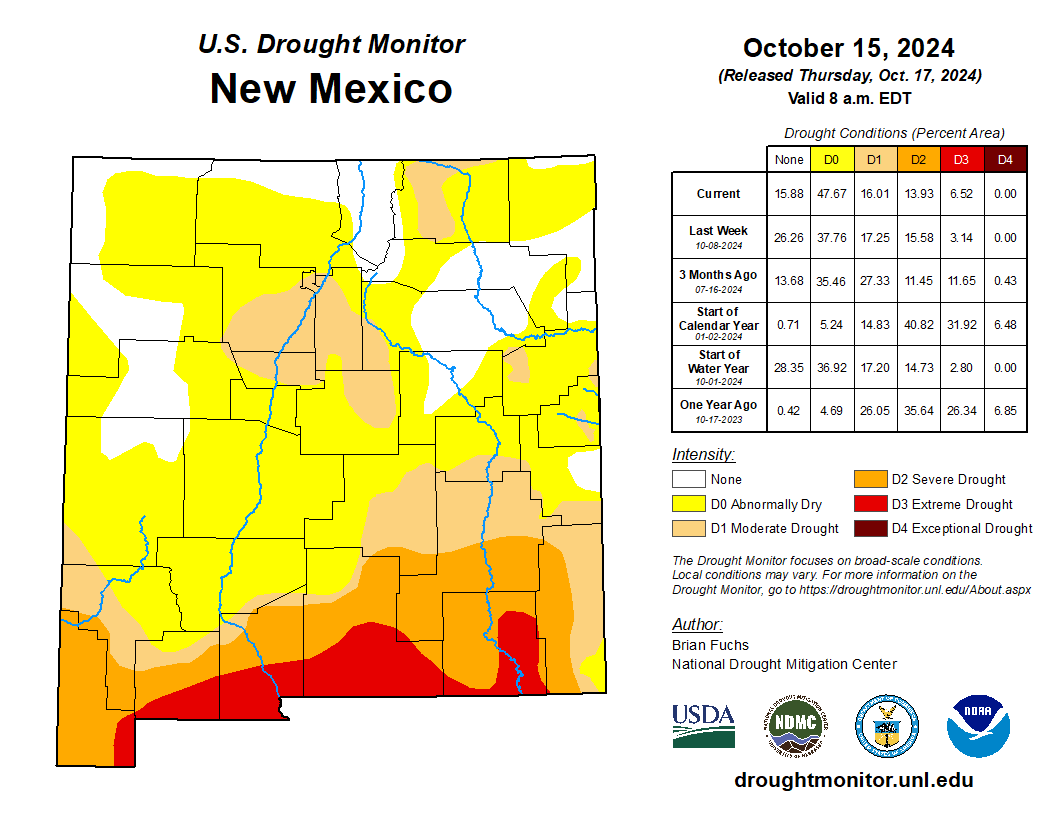 U.S. Drought Monitor
New Mexico
October 15, 2024
(Released Thursday, Oct. 17, 2024)
Valid 8 a.m. EDT
Drought Conditions (Percent Area)
None D0 D1 D2 D3 D4
Current 15.88 47.67 16.01 13.93 6.52 0.00
Last Week 26.26 37.76 17.25 15.58 3.14 0.00
10-08-2024
3 Months Ago 13.68 35.46 27.33 11.45 11.65 0.43
07-16-2024
Start of
Calendar Year 0.71 5.24 14.83 40.82 31.92 6.48
01-02-2024
Start of
Water Year 28.35 36.92 17.20 14.73 2.80 0.00
10-01-2024
One Year Ago 0.42 4.69 26.05 35.64 26.34 6.85
10-17-2023
Intensity:
None
D0 Abnormally Dry
D1 Moderate Drought
D2 Severe Drought
D3 Extreme Drought
D4 Exceptional Drought
The Drought Monitor focuses on broad-scale conditions.
Local conditions may vary. For more information on the
Drought Monitor, go to https://droughtmonitor.unl.edu/About.aspx
Author:
Brian Fuchs
National Drought Mitigation Center
USDA
NDMC
NOAA
droughtmonitor.unl.edu